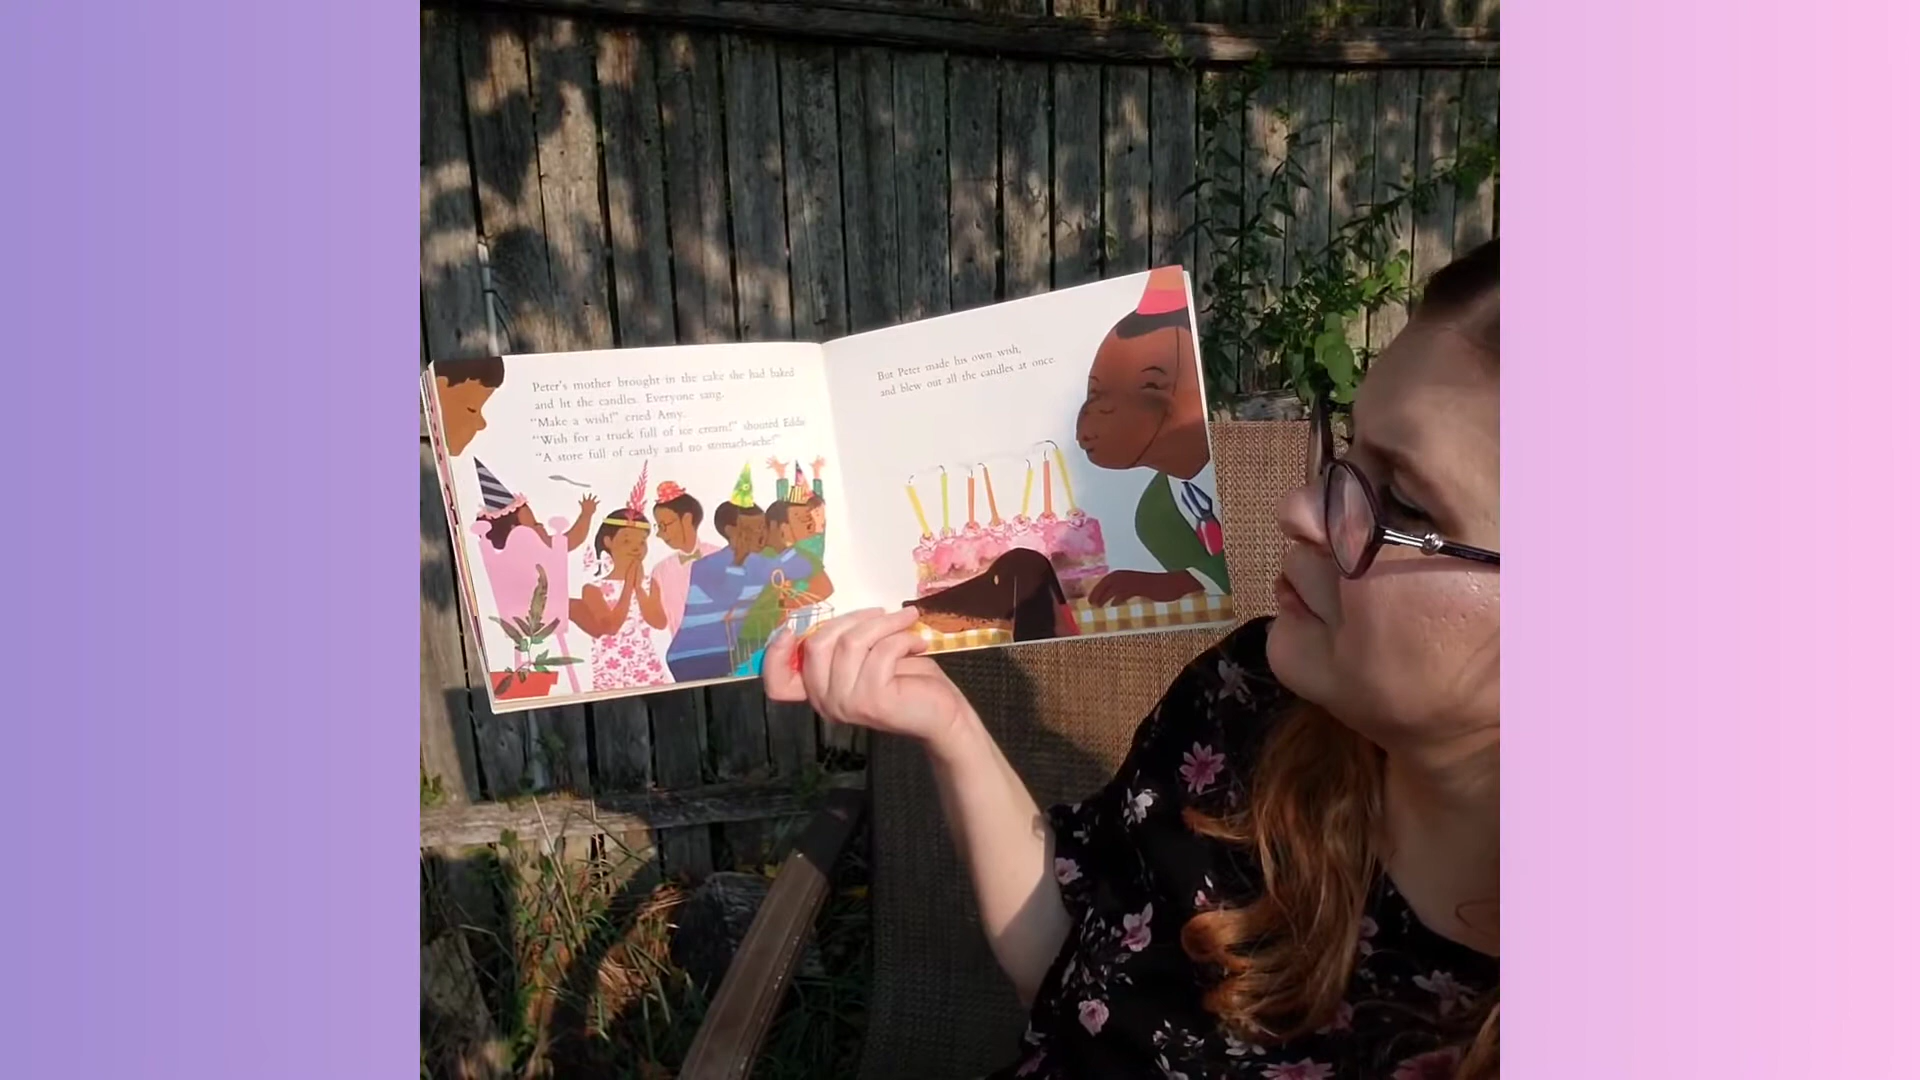 Peter's mother brought in the cake she had baked
and lit the candles. Everyone sang.
"Make a wish!" cried Amy.
"Wish for a truck full of ice cream!" shouted Eddie
"A store full of candy and no stomach-ache!"
But Peter made his own wish,
and blew out all the candles at once.